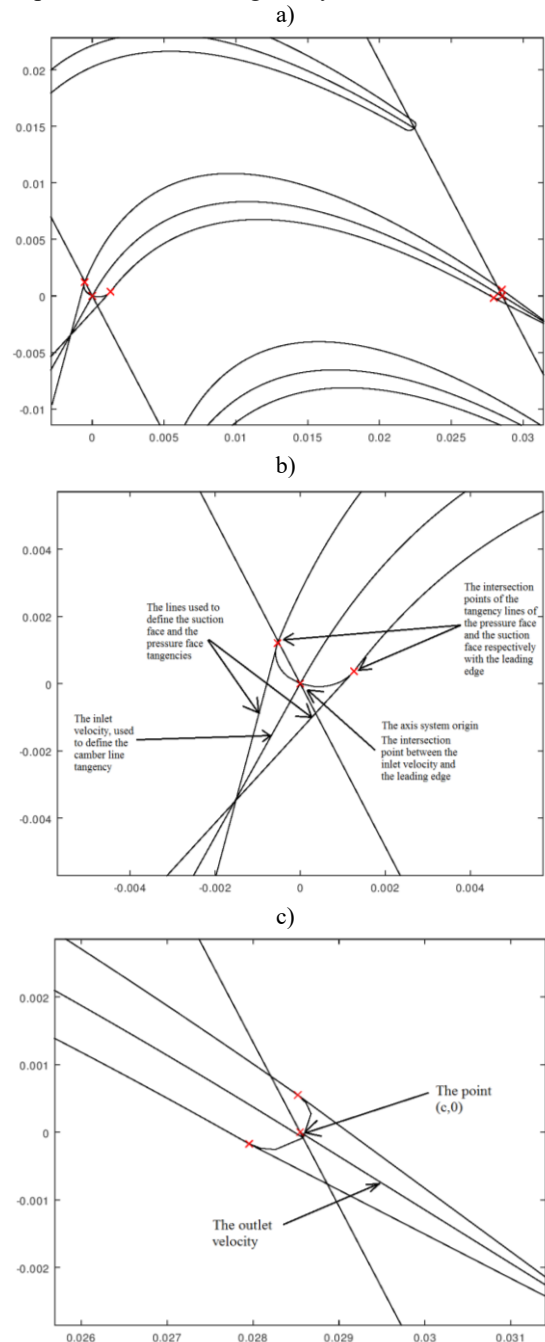 a)
0.02
0.015
0.01
0.005
0
-0.005
-0.01
0
0.005
0.01
0.015
0.02
0.025
0.03
b)
0.004
0.002
0
-0.002
-0.004
The lines used to
define the suction
face and the
pressure face
tangencies
The inlet
velocity, used
to define the
camber line
tangency
The intersection
points of the
tangency lines of
the pressure face
and the suction
face respectively
with the leading
edge
The axis system origin
The intersection
point between the
inlet velocity and
the leading edge
-0.004
-0.002
0
0.002
0.004
c)
0.002
0.001
0
-0.001
-0.002
The point
(c,0)
The outlet
velocity
0.026
0.027
0.028
0.029
0.03
0.031